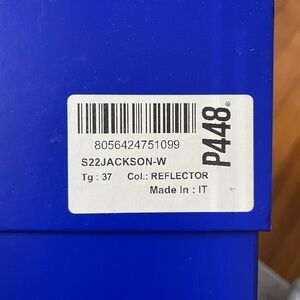 8056424751099
S22JACKSON-W
Tg : 37 Col.: REFLECTOR
Made In : IT
P448®